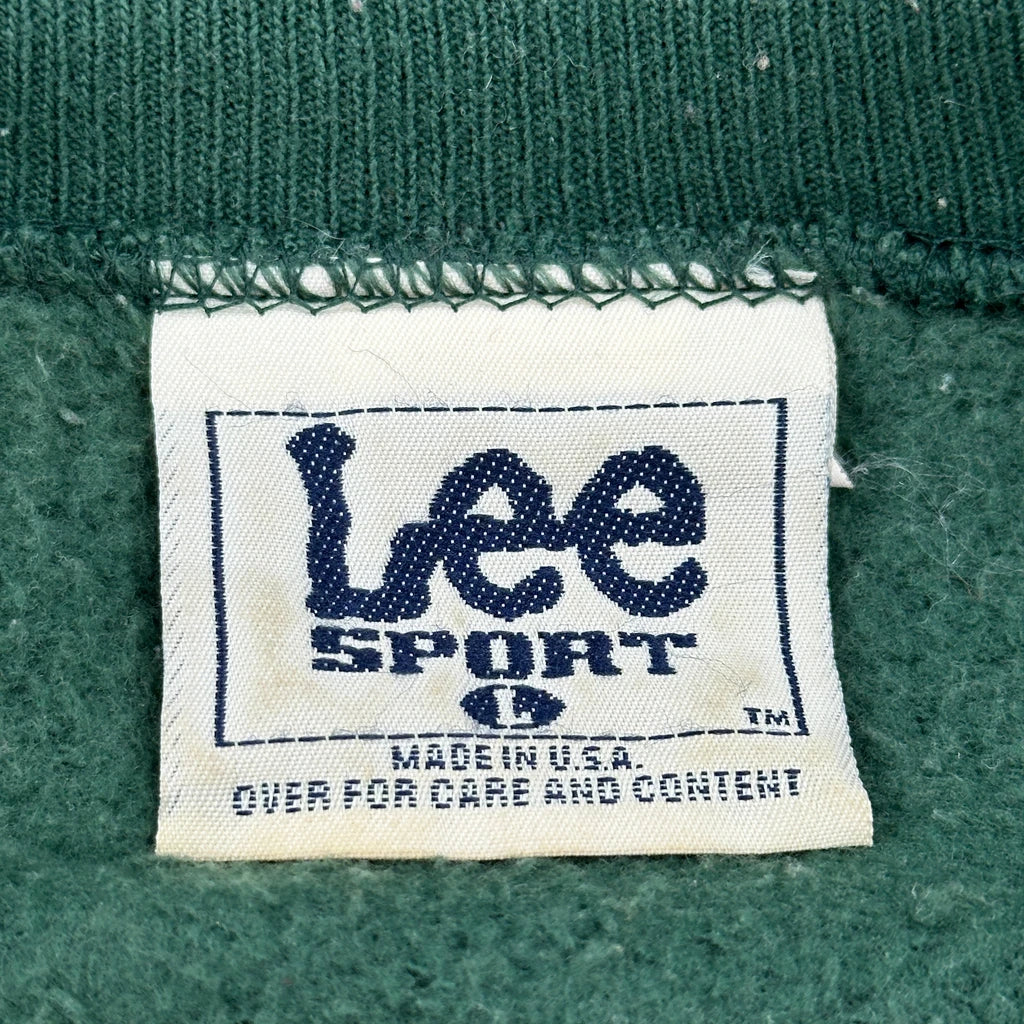 Lee
SPORT
L
TM
MADE IN U.S.A.
OVER FOR CARE AND CONTENT